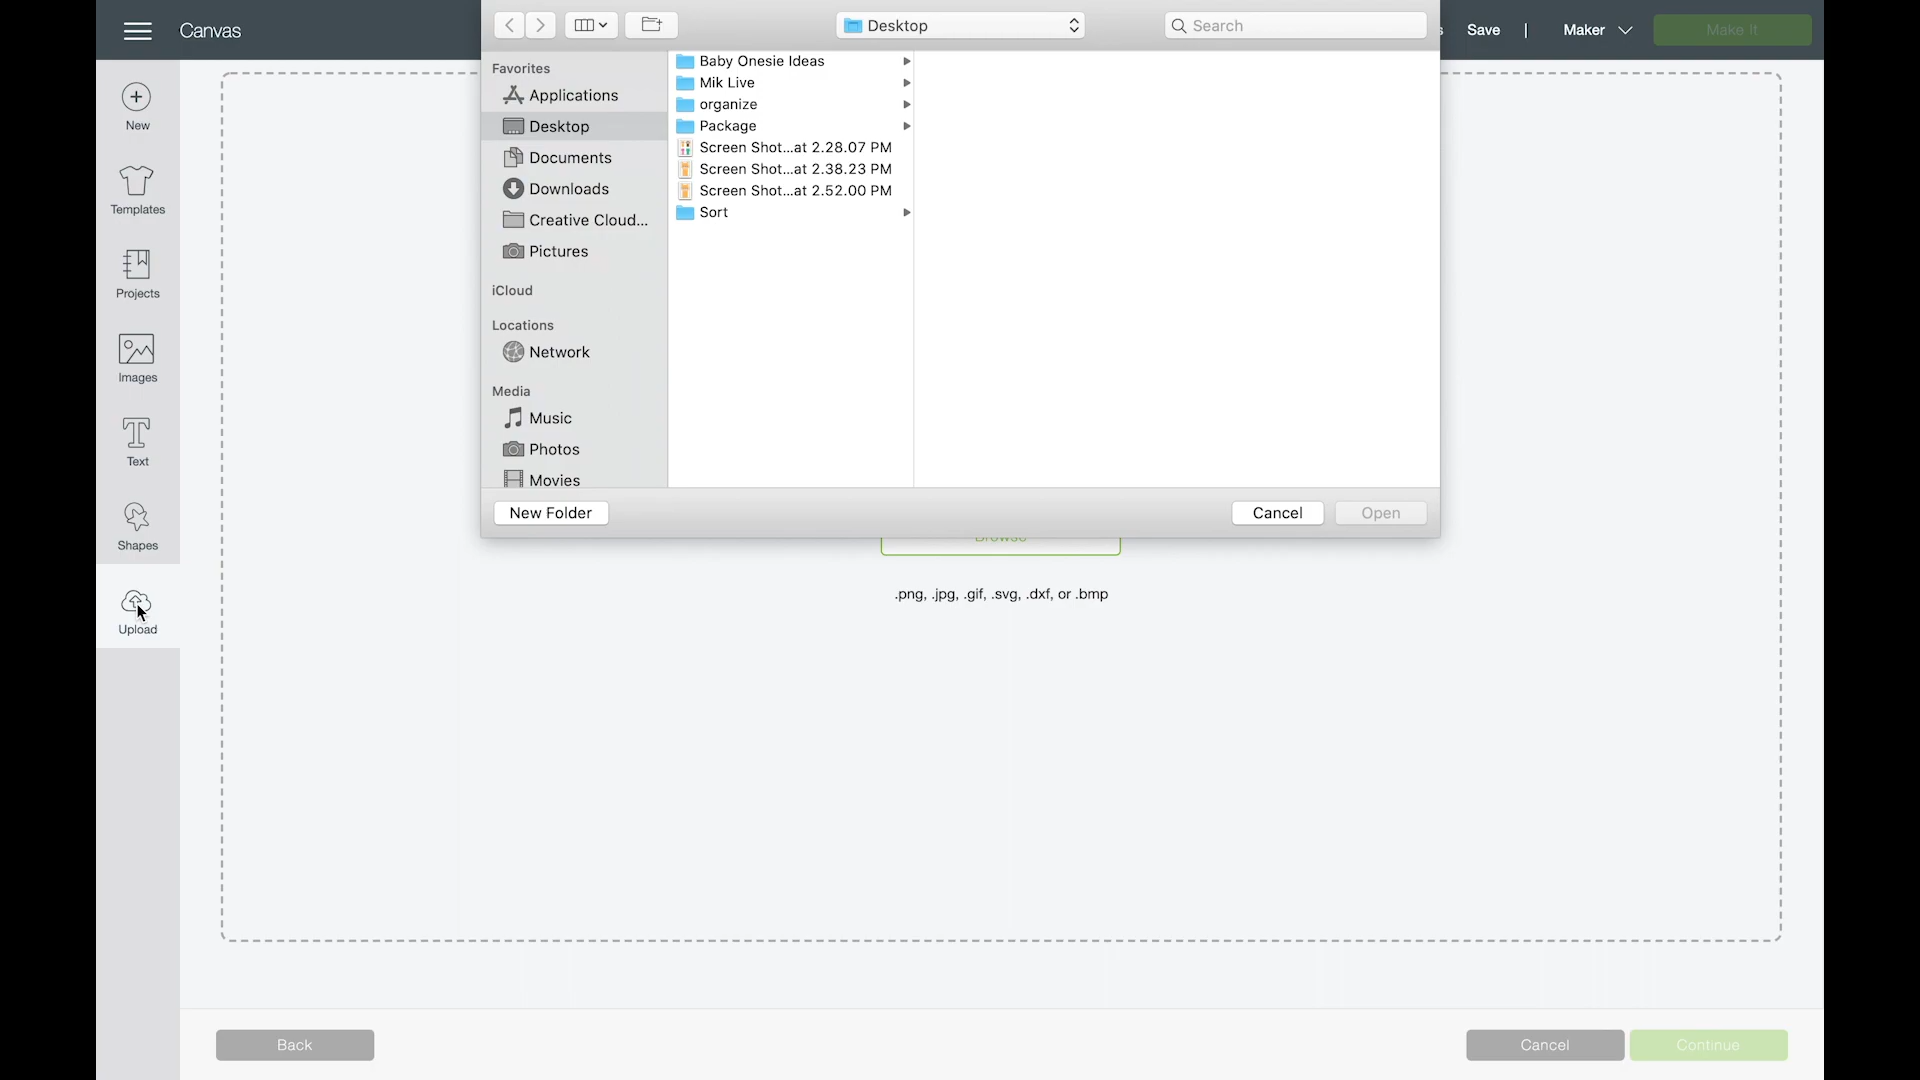 Canvas
Desktop
Search
Save |
Maker
Make It
New
Templates
Projects
Images
Text
Shapes
Upload
Favorites
Applications
Desktop
Documents
Downloads
Creative Cloud...
Pictures
iCloud
Locations
Network
Media
Music
Photos
Movies
Baby Onesie Ideas
Mik Live
organize
Package
Screen Shot...at 2.28.07 PM
Screen Shot...at 2.38.23 PM
Screen Shot...at 2.52.00 PM
Sort
New Folder
Cancel
Open
Browse
.png, .jpg, .gif, .svg, .dxf, or .bmp
Back
Cancel
Continue